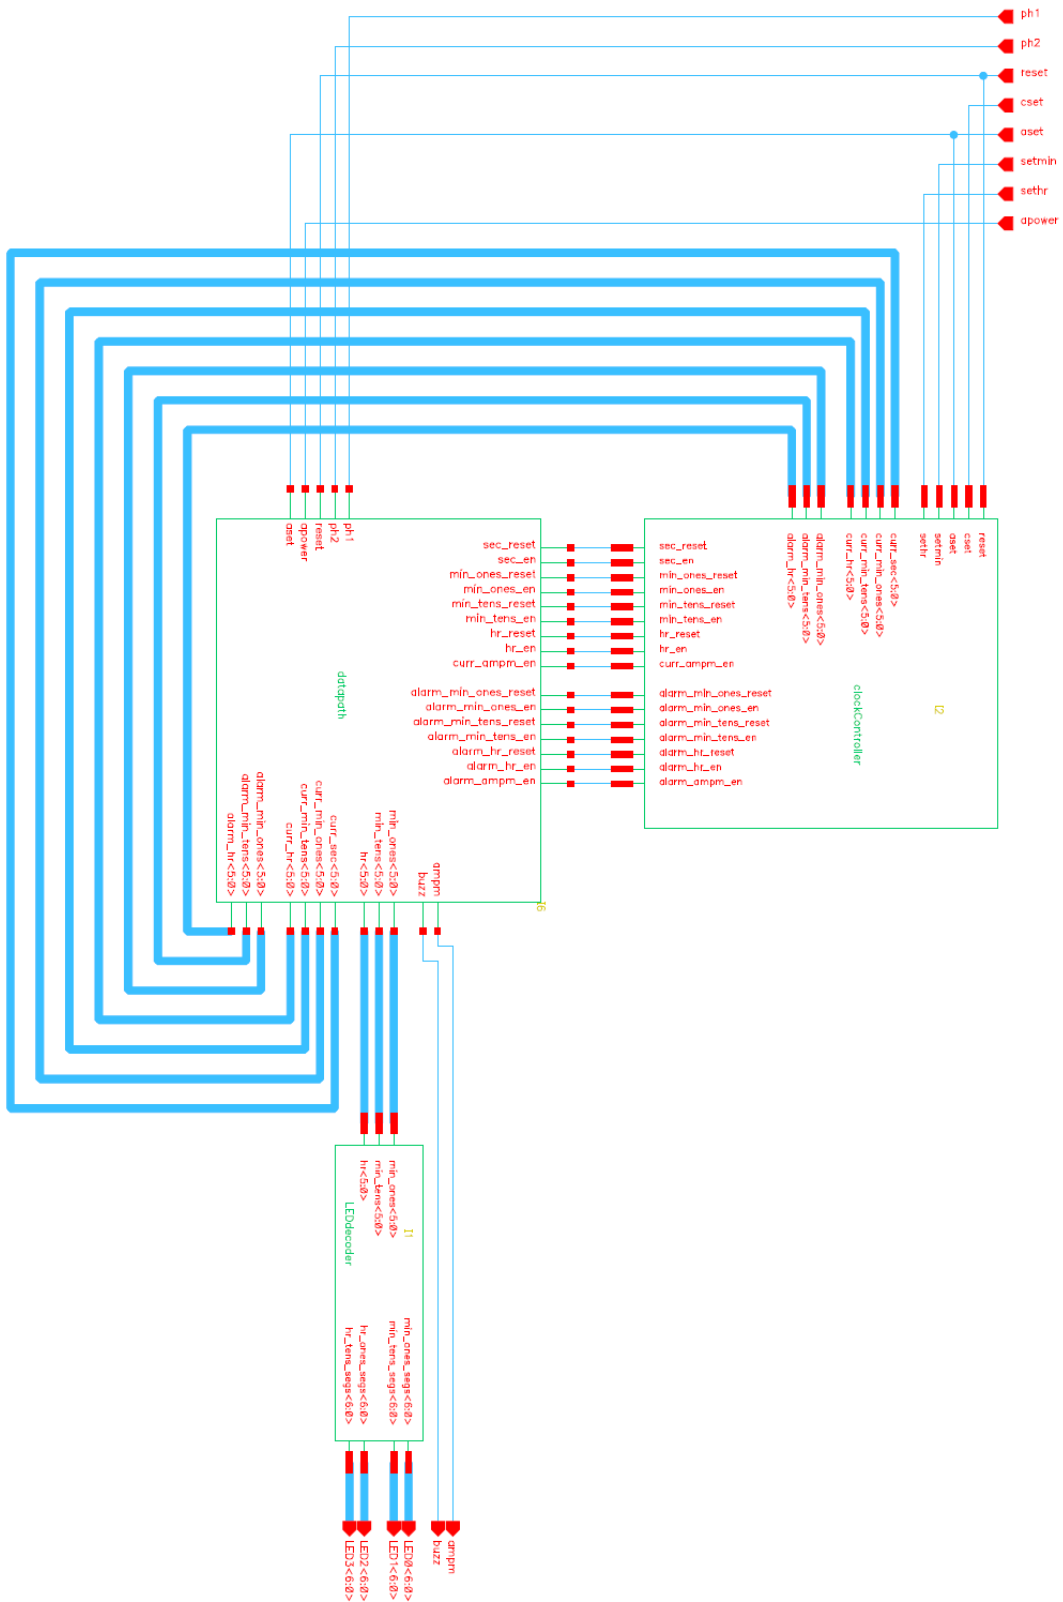 ph1
ph2
reset
cset
aset
setmin
sethr
apower
aset
apower
reset
ph2
ph1
sec_reset
sec_en
min_ones_reset
min_ones_en
min_tens_reset
min_tens_en
hr_reset
hr_en
curr_ampm_en
alarm_min_ones_reset
alarm_min_ones_en
alarm_min_tens_reset
alarm_min_tens_en
alarm_hr_reset
alarm_hr_en
alarm_ampm_en
datapath
alarm_hr<5:0>
alarm_min_tens<5:0>
alarm_min_ones<5:0>
curr_hr<5:0>
curr_min_tens<5:0>
curr_min_ones<5:0>
curr_sec<5:0>
hr<5:0>
min_tens<5:0>
min_ones<5:0>
buzz
ampm
I6
alarm_hr<5:0>
alarm_min_tens<5:0>
alarm_min_ones<5:0>
curr_hr<5:0>
curr_min_tens<5:0>
curr_min_ones<5:0>
curr_sec<5:0>
sethr
setmin
aset
cset
reset
sec_reset
sec_en
min_ones_reset
min_ones_en
min_tens_reset
min_tens_en
hr_reset
hr_en
curr_ampm_en
alarm_min_ones_reset
alarm_min_ones_en
alarm_min_tens_reset
alarm_min_tens_en
alarm_hr_reset
alarm_hr_en
alarm_ampm_en
clockController
I2
hr<5:0>
min_tens<5:0>
min_ones<5:0>
LEDdecoder
I1
hr_tens_segs<6:0>
hr_ones_segs<6:0>
min_tens_segs<6:0>
min_ones_segs<6:0>
LED3<6:0>
LED2<6:0>
LED1<6:0>
LED0<6:0>
buzz
ampm